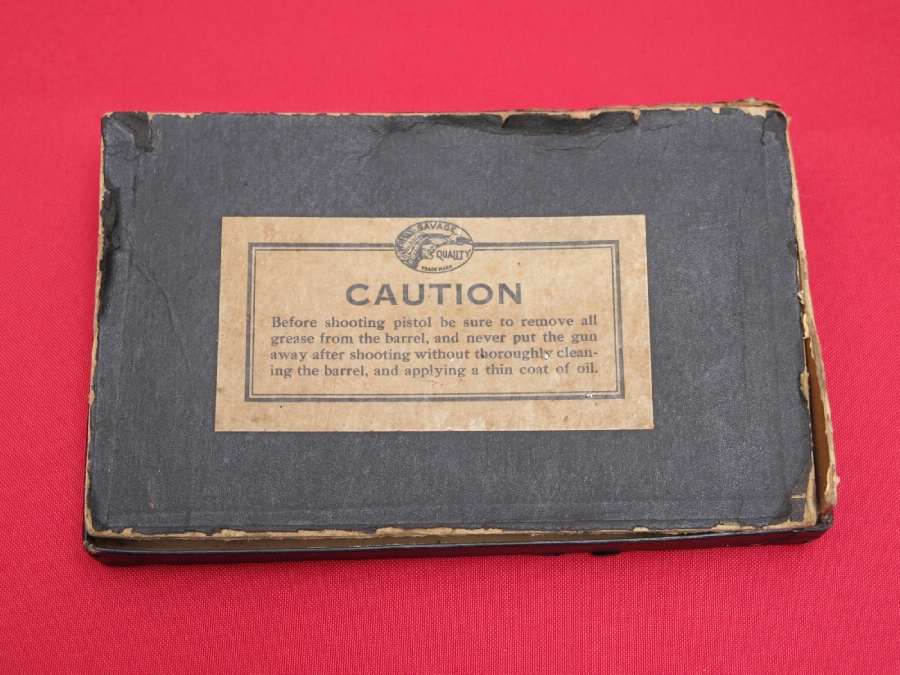 SAVAGE
QUALITY
TRADE MARK
CAUTION
Before shooting pistol be sure to remove all
grease from the barrel, and never put the gun
away after shooting without thoroughly clean-
ing the barrel, and applying a thin coat of oil.